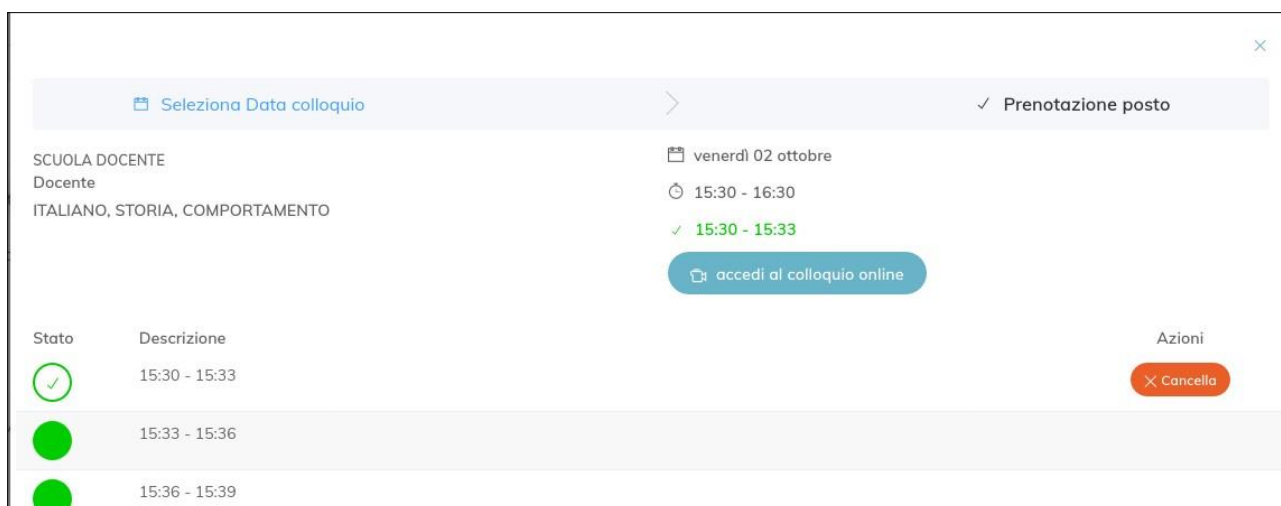 Seleziona Data colloquio
Prenotazione posto
SCUOLA DOCENTE
Docente
ITALIANO, STORIA, COMPORTAMENTO
venerdì 02 ottobre
15:30 - 16:30
15:30 - 15:33
accedi al colloquio online
Stato Descrizione Azioni
15:30 - 15:33 Cancella
15:33 - 15:36
15:36 - 15:39